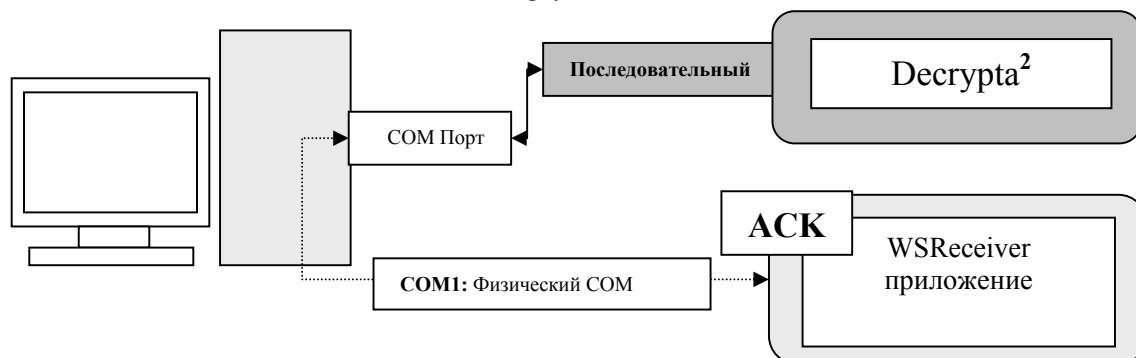 Последовательный
Decrypta²
COM Порт
ACK
WSReceiver
приложение
COM1: Физический COM